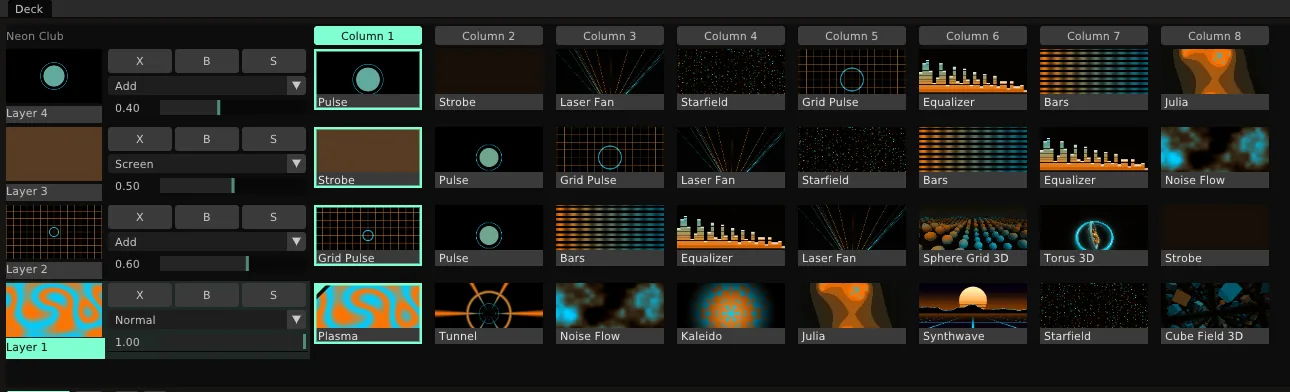 Deck
Neon Club
Column 1 Column 2 Column 3 Column 4 Column 5 Column 6 Column 7 Column 8
X B S
Add
0.40
Layer 4
Pulse Strobe Laser Fan Starfield Grid Pulse Equalizer Bars Julia
X B S
Screen
0.50
Layer 3
Strobe Pulse Grid Pulse Laser Fan Starfield Bars Equalizer Noise Flow
X B S
Add
0.60
Layer 2
Grid Pulse Pulse Bars Equalizer Laser Fan Sphere Grid 3D Torus 3D Strobe
X B S
Normal
1.00
Layer 1
Plasma Tunnel Noise Flow Kaleido Julia Synthwave Starfield Cube Field 3D